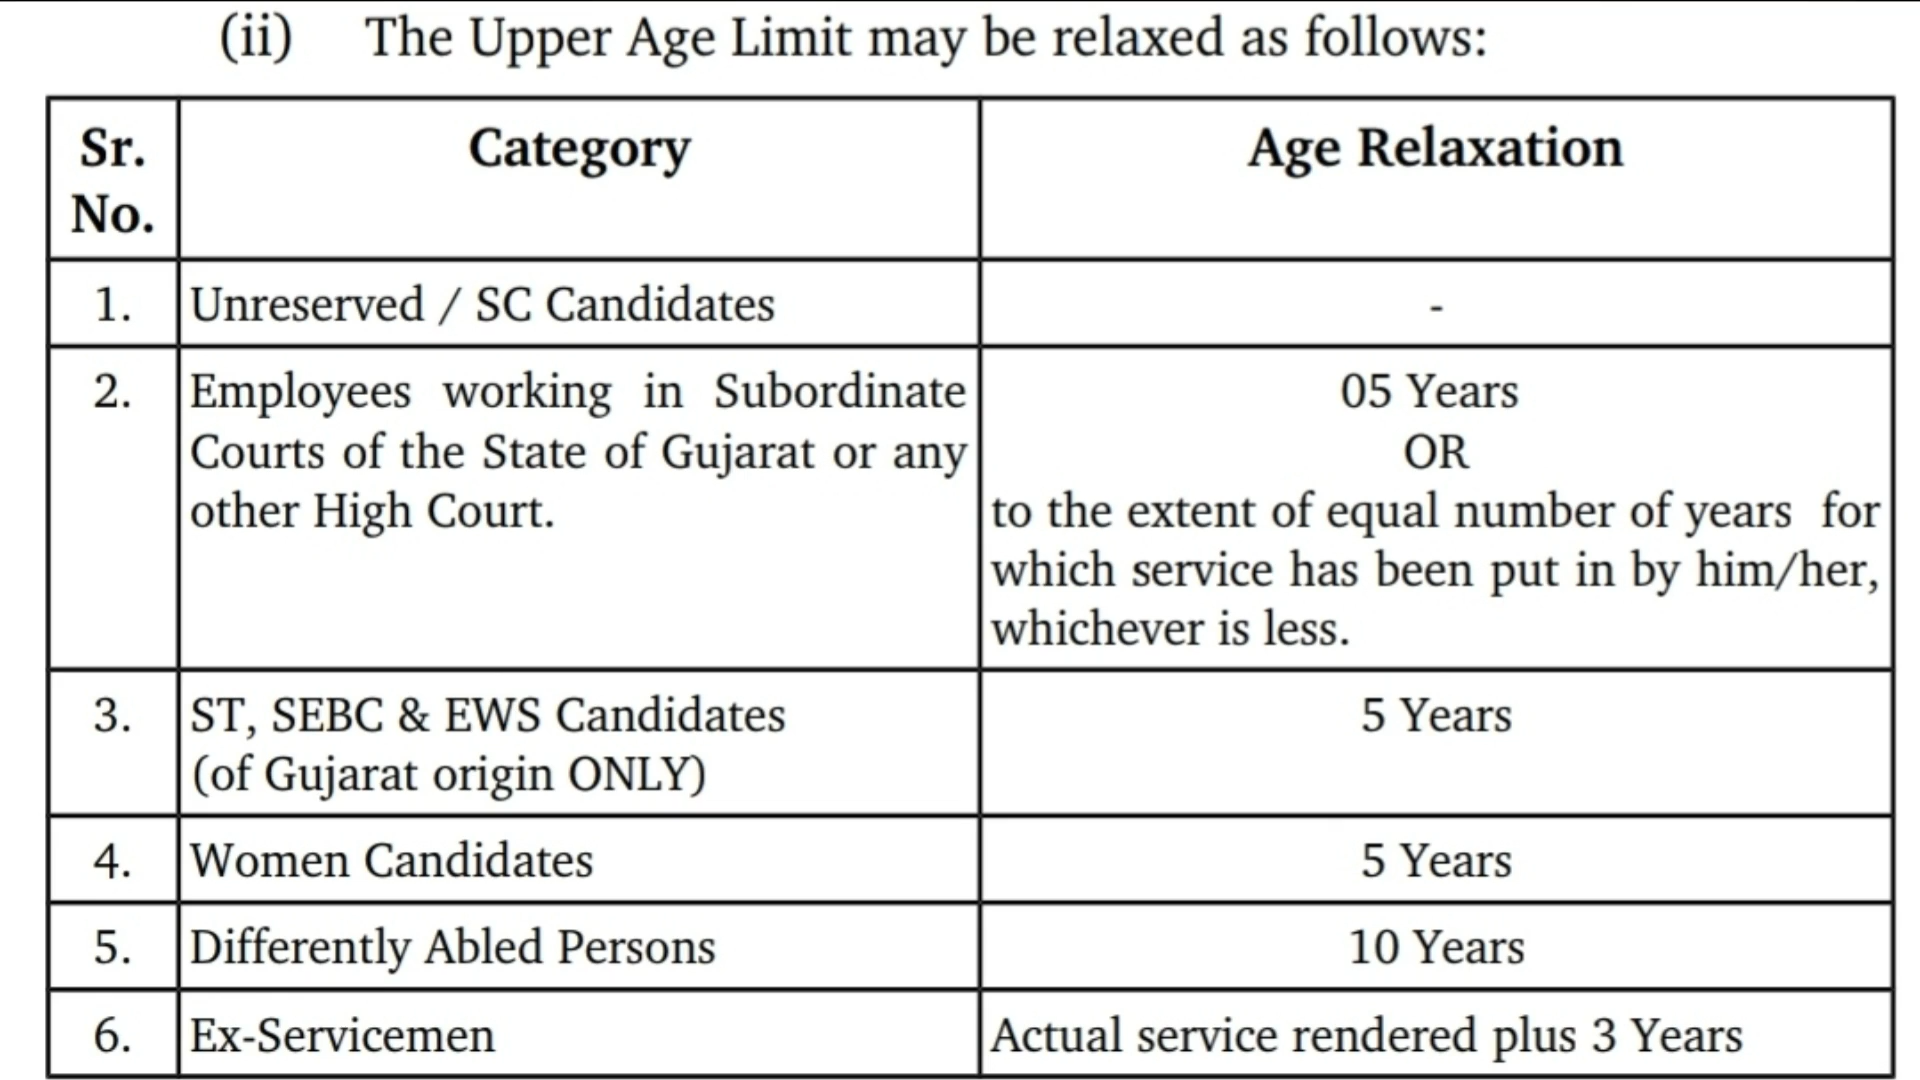 (ii) The Upper Age Limit may be relaxed as follows:
Sr. No. Category Age Relaxation
1. Unreserved / SC Candidates -
2. Employees working in Subordinate
Courts of the State of Gujarat or any
other High Court.
05 Years
OR
to the extent of equal number of years for
which service has been put in by him/her,
whichever is less.
3. ST, SEBC & EWS Candidates
(of Gujarat origin ONLY)
5 Years
4. Women Candidates 5 Years
5. Differently Abled Persons 10 Years
6. Ex-Servicemen Actual service rendered plus 3 Years